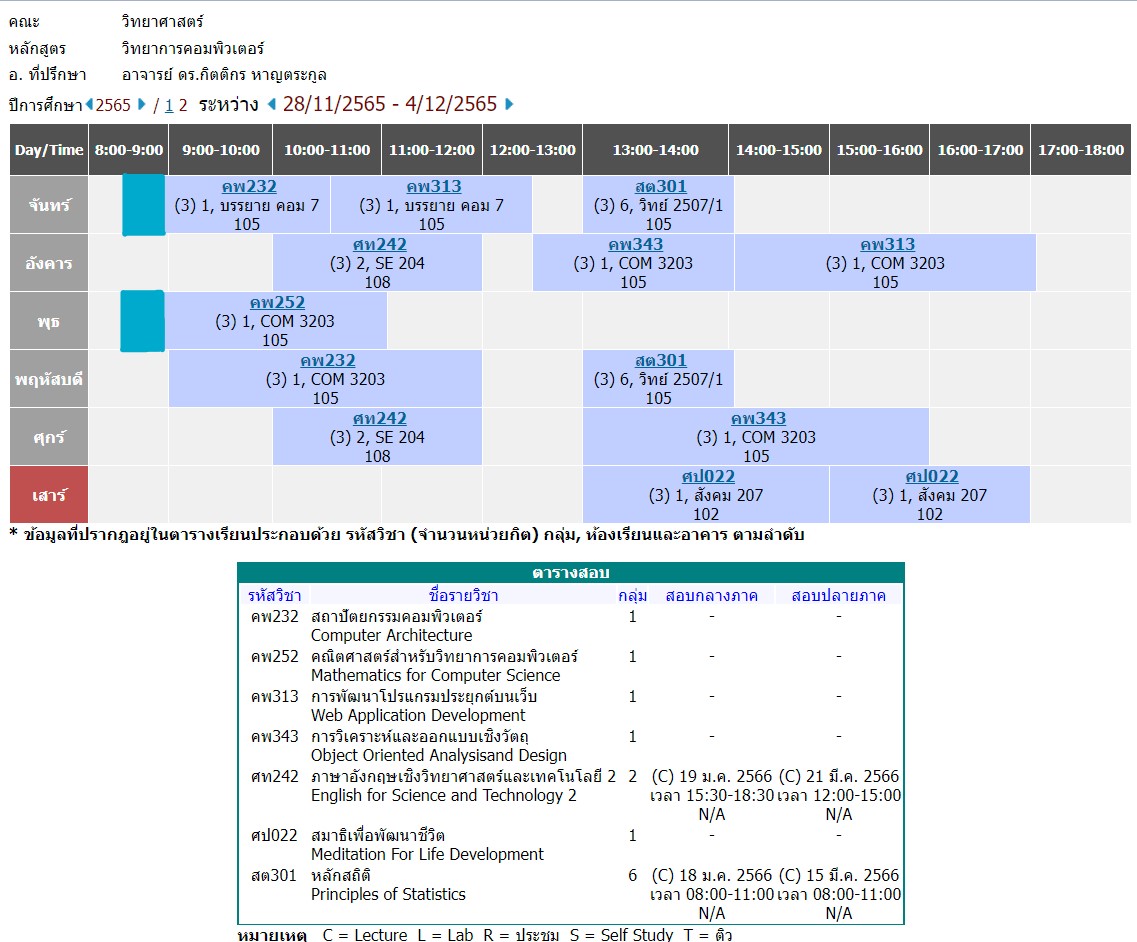 คณะ วิทยาศาสตร์
หลักสูตร วิทยาการคอมพิวเตอร์
อ. ที่ปรึกษา อาจารย์ ดร.กิตติกร หาญตระกูล
ปีการศึกษา 2565 / 1 2 ระหว่าง 28/11/2565 - 4/12/2565
Day/Time 8:00-9:00 9:00-10:00 10:00-11:00 11:00-12:00 12:00-13:00 13:00-14:00 14:00-15:00 15:00-16:00 16:00-17:00 17:00-18:00
จันทร์
คพ232 คพ313 สต301
(3) 1, บรรยาย คอม 7 (3) 1, บรรยาย คอม 7 (3) 6, วิทย์ 2507/1
105 105 105
อังคาร
ศท242 คพ343 คพ313
(3) 2, SE 204 (3) 1, COM 3203 (3) 1, COM 3203
108 105 105
พุธ
คพ252
(3) 1, COM 3203
105
พฤหัสบดี
คพ232 สต301
(3) 1, COM 3203 (3) 6, วิทย์ 2507/1
105 105
ศุกร์
ศท242 คพ343
(3) 2, SE 204 (3) 1, COM 3203
108 105
เสาร์
ศป022 ศป022
(3) 1, สังคม 207 (3) 1, สังคม 207
102 102
* ข้อมูลที่ปรากฎอยู่ในตารางเรียนประกอบด้วย รหัสวิชา (จำนวนหน่วยกิต) กลุ่ม, ห้องเรียนและอาคาร ตามลำดับ
ตารางสอบ
รหัสวิชา ชื่อรายวิชา กลุ่ม สอบกลางภาค สอบปลายภาค
คพ232 สถาปัตยกรรมคอมพิวเตอร์ 1 - -
Computer Architecture
คพ252 คณิตศาสตร์สำหรับวิทยาการคอมพิวเตอร์ 1 - -
Mathematics for Computer Science
คพ313 การพัฒนาโปรแกรมประยุกต์บนเว็บ 1 - -
Web Application Development
คพ343 การวิเคราะห์และออกแบบเชิงวัตถุ 1 - -
Object Oriented Analysisand Design
ศท242 ภาษาอังกฤษเชิงวิทยาศาสตร์และเทคโนโลยี 2 2 (C) 19 ม.ค. 2566 (C) 21 มี.ค. 2566
English for Science and Technology 2 เวลา 15:30-18:30 เวลา 12:00-15:00
N/A N/A
ศป022 สมาธิเพื่อพัฒนาชีวิต 1 - -
Meditation For Life Development
สต301 หลักสถิติ 6 (C) 18 ม.ค. 2566 (C) 15 มี.ค. 2566
Principles of Statistics เวลา 08:00-11:00 เวลา 08:00-11:00
N/A N/A
หมายเหตุ C = Lecture L = Lab R = ประชุม S = Self Study T = ติว